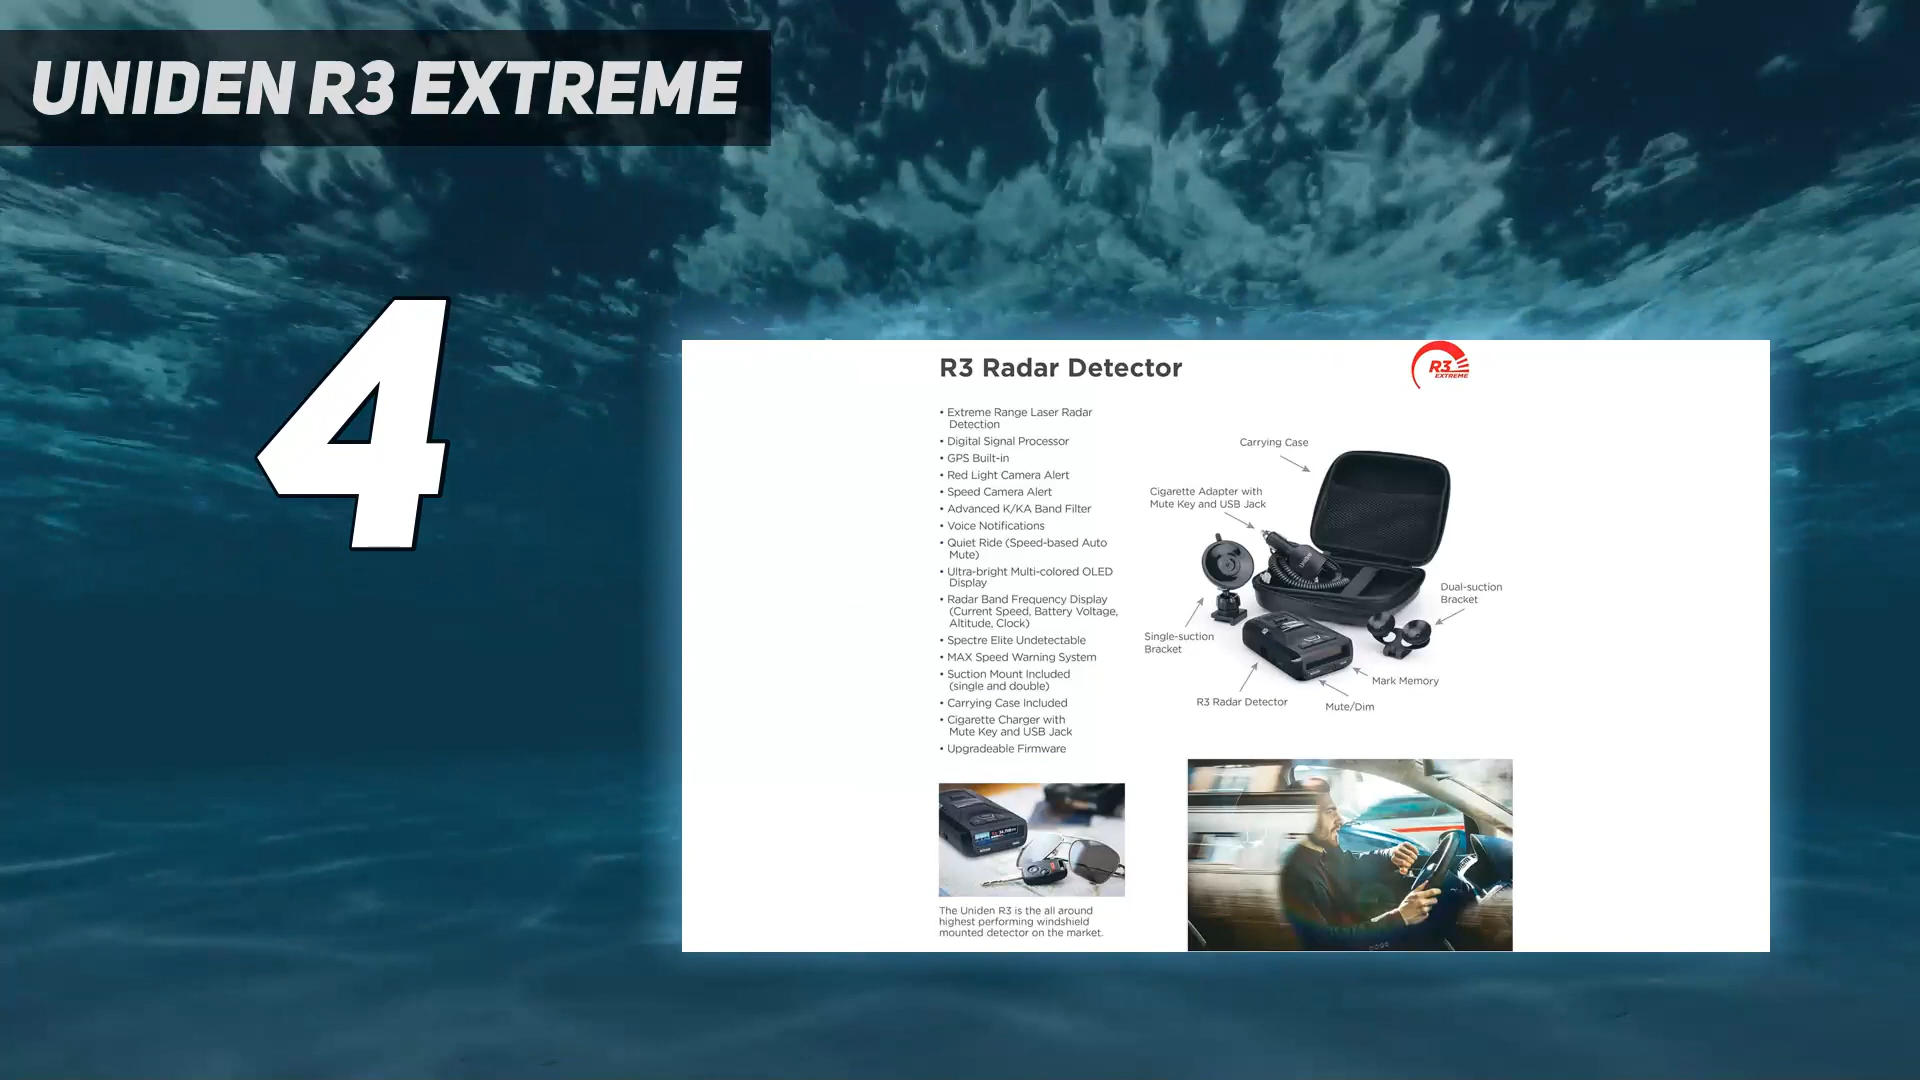 UNIDEN R3 EXTREME
4
R3 Radar Detector
R3
EXTREME
• Extreme Range Laser Radar
Detection
• Digital Signal Processor
• GPS Built-in
• Red Light Camera Alert
• Speed Camera Alert
• Advanced K/KA Band Filter
• Voice Notifications
• Quiet Ride (Speed-based Auto
Mute)
• Ultra-bright Multi-colored OLED
Display
• Radar Band Frequency Display
(Current Speed, Battery Voltage,
Altitude, Clock)
• Spectre Elite Undetectable
• MAX Speed Warning System
• Suction Mount Included
(single and double)
• Carrying Case Included
• Cigarette Charger with
Mute Key and USB Jack
• Upgradeable Firmware
Carrying Case
Cigarette Adapter with
Mute Key and USB Jack
Uniden
Dual-suction
Bracket
Single-suction
Bracket
Mark Memory
R3 Radar Detector
Mute/Dim
The Uniden R3 is the all around
highest performing windshield
mounted detector on the market.